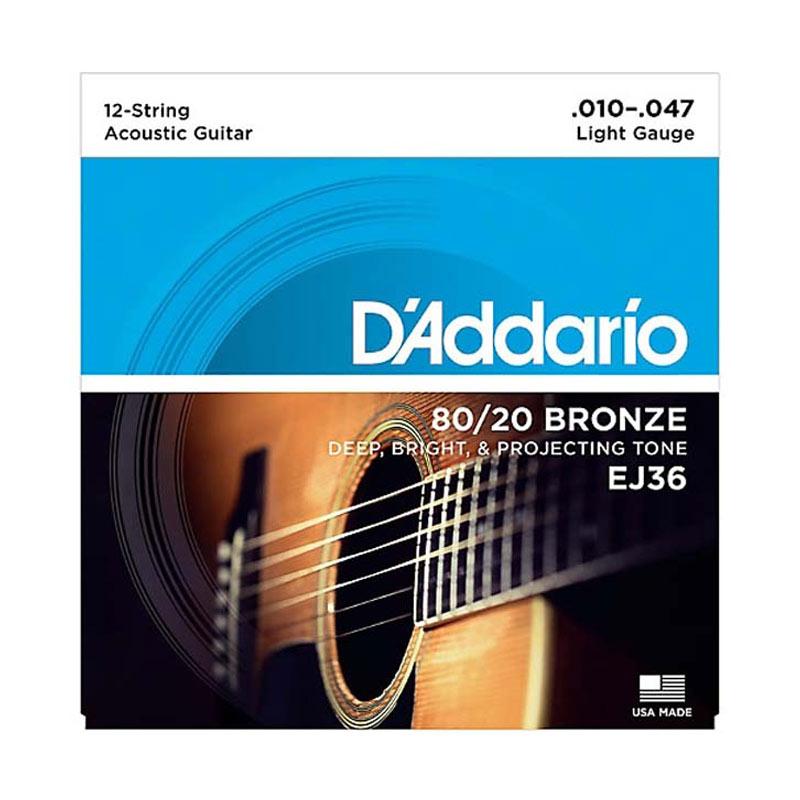 12-String
Acoustic Guitar
.010–.047
Light Gauge
D'Addario
80/20 BRONZE
DEEP, BRIGHT, & PROJECTING TONE
EJ36
USA MADE